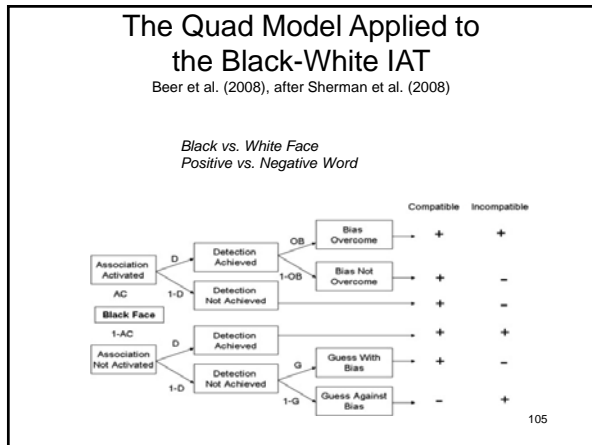 The Quad Model Applied to
the Black-White IAT
Beer et al. (2008), after Sherman et al. (2008)
Black vs. White Face
Positive vs. Negative Word
Compatible Incompatible
Association
Activated
AC
Black Face
1-AC
Association
Not Activated
D
1-D
D
1-D
Detection
Achieved
Detection
Not Achieved
Detection
Achieved
Detection
Not Achieved
OB
1-OB
G
1-G
Bias
Overcome
Bias Not
Overcome
Guess With
Bias
Guess Against
Bias
+ +
+ -
+ -
+ +
+ -
- +
105